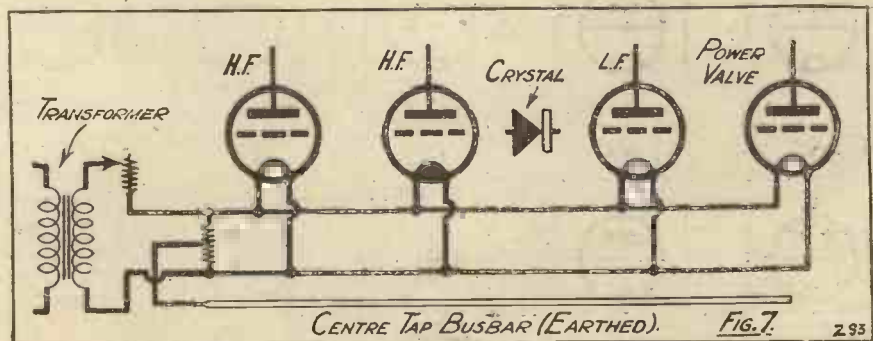 TRANSFORMER
H.F.
H.F.
CRYSTAL
L.F.
POWER
VALVE
CENTRE TAP BUSBAR (EARTHED).
FIG. 7.
293